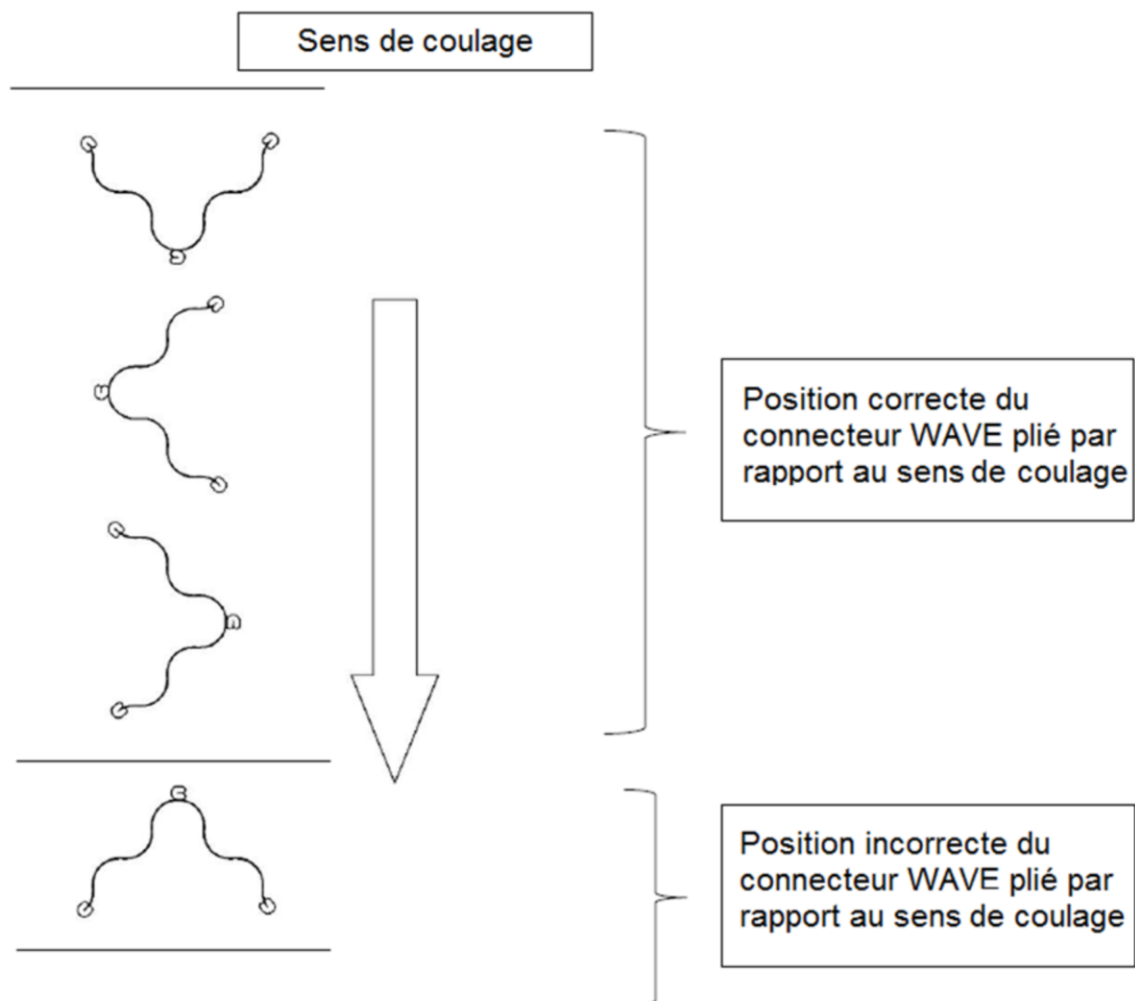 Sens de coulage
Position correcte du
connecteur WAVE plié par
rapport au sens de coulage
Position incorrecte du
connecteur WAVE plié par
rapport au sens de coulage